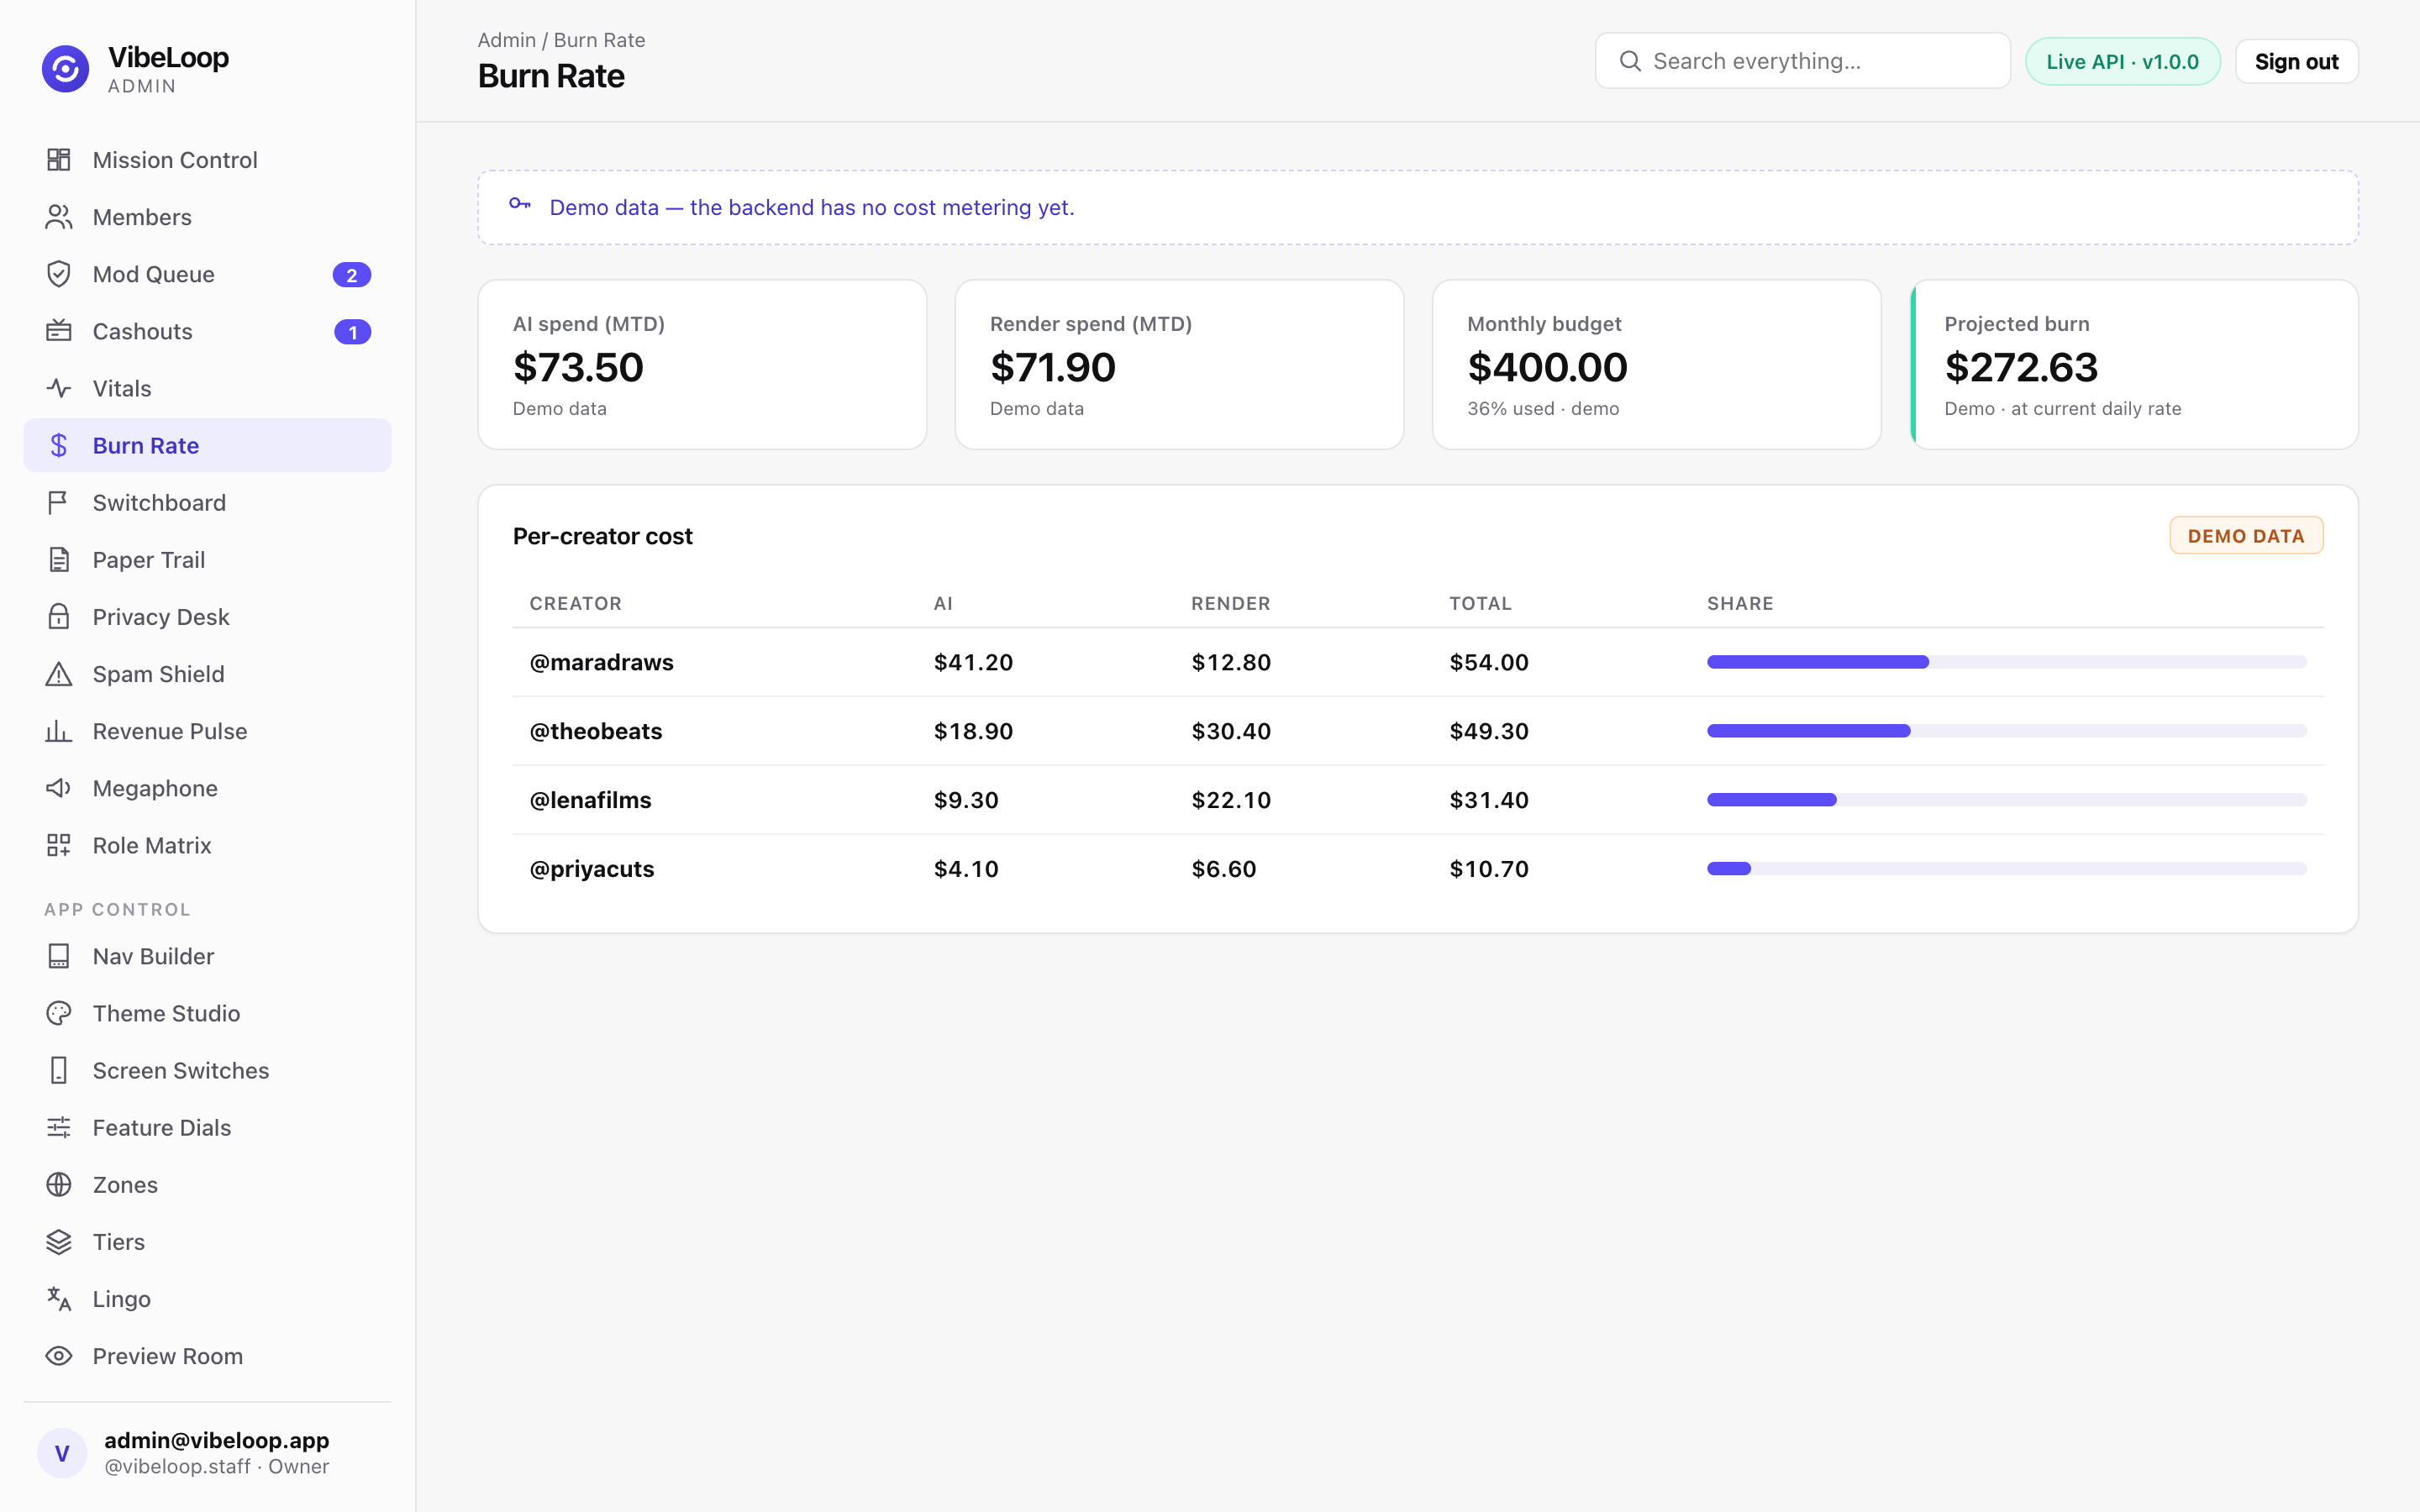 VibeLoop
ADMIN
Mission Control
Members
Mod Queue 2
Cashouts 1
Vitals
Burn Rate
Switchboard
Paper Trail
Privacy Desk
Spam Shield
Revenue Pulse
Megaphone
Role Matrix
APP CONTROL
Nav Builder
Theme Studio
Screen Switches
Feature Dials
Zones
Tiers
Lingo
Preview Room
V
admin@vibeloop.app
@vibeloop.staff · Owner
Admin / Burn Rate
Burn Rate
Search everything...
Live API · v1.0.0
Sign out
Demo data — the backend has no cost metering yet.
AI spend (MTD)
$73.50
Demo data
Render spend (MTD)
$71.90
Demo data
Monthly budget
$400.00
36% used · demo
Projected burn
$272.63
Demo · at current daily rate
Per-creator cost
DEMO DATA
CREATOR AI RENDER TOTAL SHARE
@maradraws $41.20 $12.80 $54.00
@theobeats $18.90 $30.40 $49.30
@lenafilms $9.30 $22.10 $31.40
@priyacuts $4.10 $6.60 $10.70